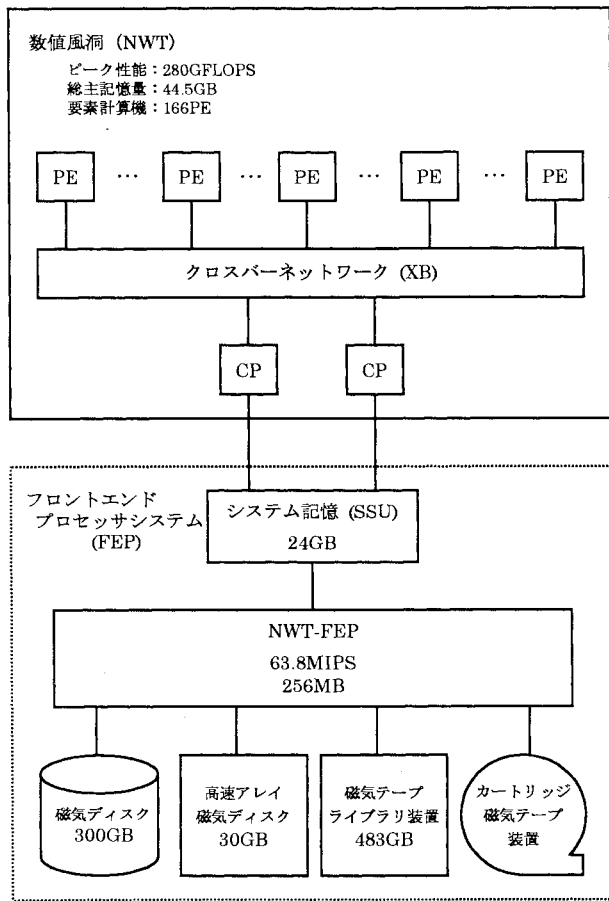 数値風洞 (NWT)
ピーク性能：280GFLOPS
総主記憶量：44.5GB
要素計算機：166PE
PE … PE … PE … PE … PE
クロスバーネットワーク (XB)
CP CP
フロントエンド
プロセッサシステム
(FEP)
システム記憶 (SSU)
24GB
NWT-FEP
63.8MIPS
256MB
磁気ディスク
300GB
高速アレイ
磁気ディスク
30GB
磁気テープ
ライブラリ装置
483GB
カートリッジ
磁気テープ
装置